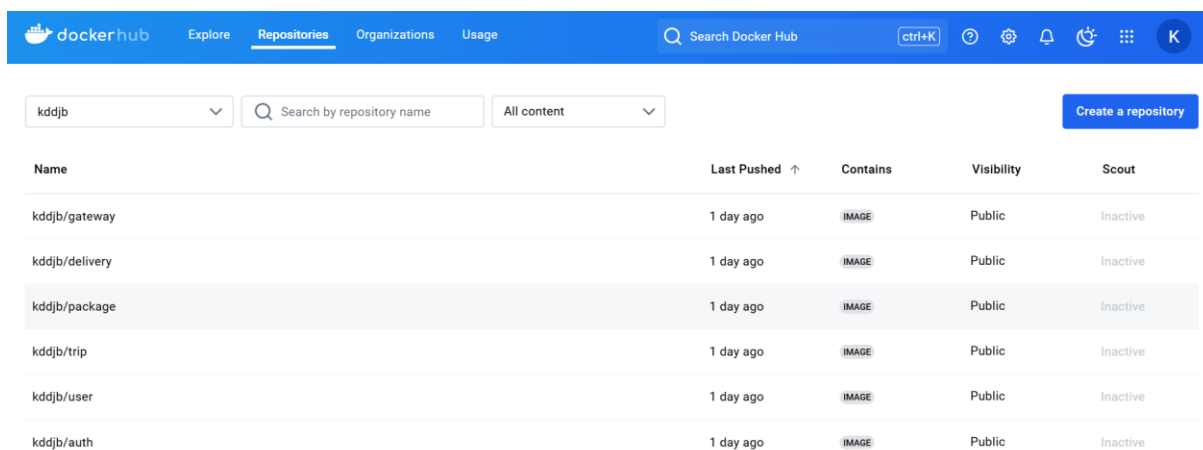 dockerhub Explore Repositories Organizations Usage Search Docker Hub ctrl+K K
kddjb Search by repository name All content Create a repository
Name Last Pushed ↑ Contains Visibility Scout
kddjb/gateway 1 day ago IMAGE Public Inactive
kddjb/delivery 1 day ago IMAGE Public Inactive
kddjb/package 1 day ago IMAGE Public Inactive
kddjb/trip 1 day ago IMAGE Public Inactive
kddjb/user 1 day ago IMAGE Public Inactive
kddjb/auth 1 day ago IMAGE Public Inactive